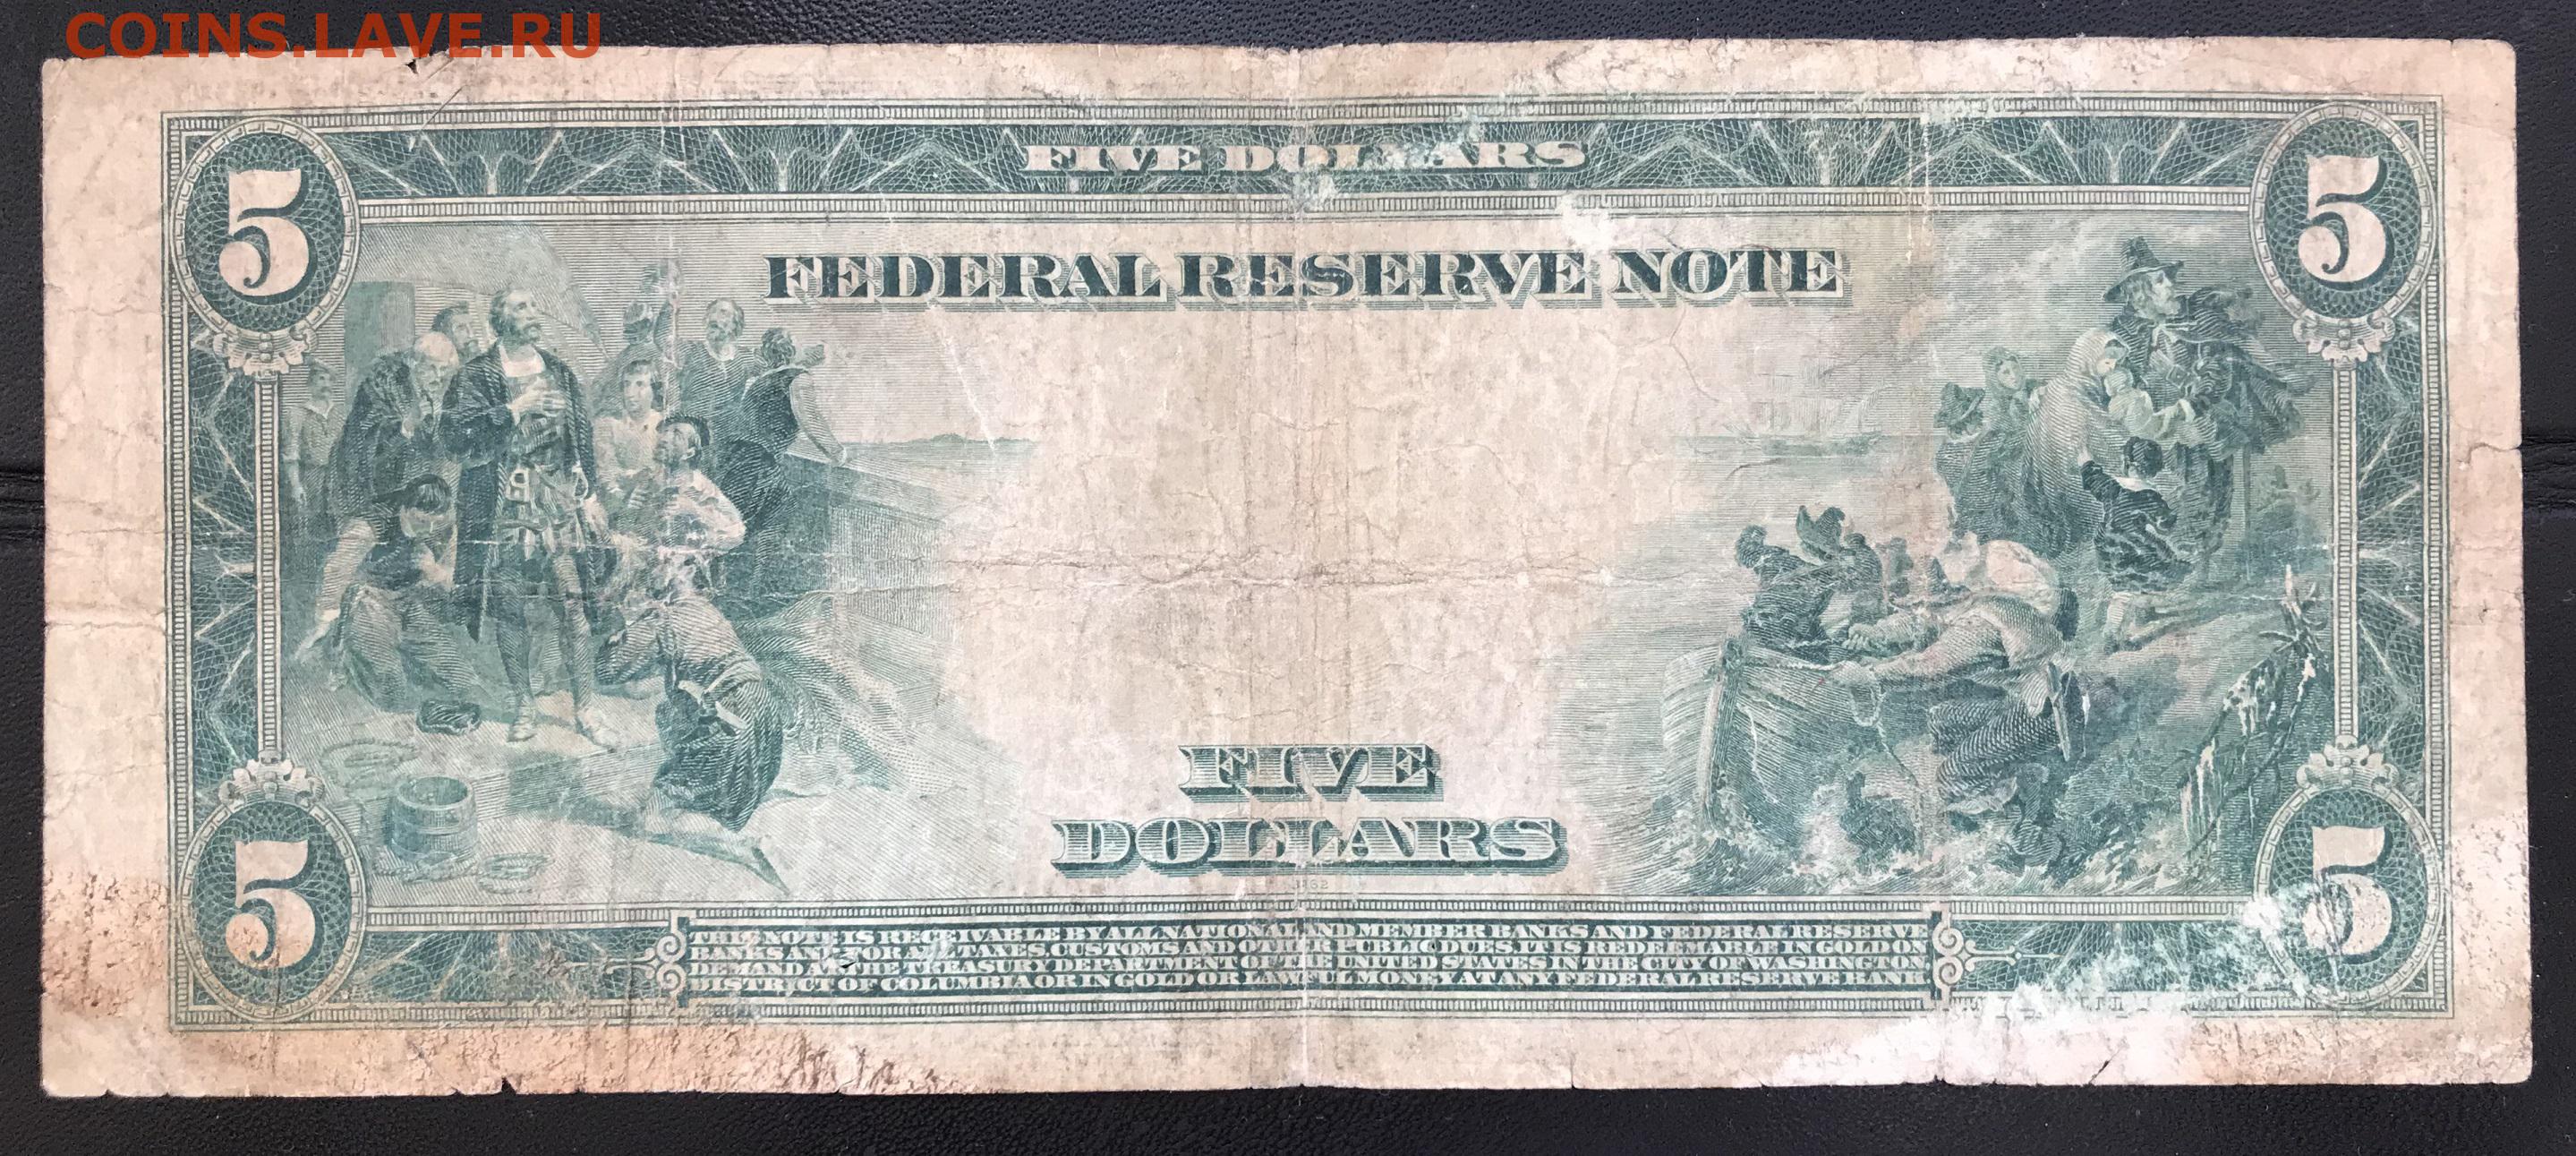 COINS.LAVE.RU
5 FIVE DOLLARS 5
FEDERAL RESERVE NOTE
FIVE
DOLLARS
5 5
THIS NOTE IS RECEIVABLE BY ALL NATIONAL AND MEMBER BANKS AND FEDERAL RESERVE
BANKS AND FOR ALL TAXES, CUSTOMS AND OTHER PUBLIC DUES. IT IS REDEEMABLE IN GOLD ON
DEMAND AT THE TREASURY DEPARTMENT OF THE UNITED STATES IN THE CITY OF WASHINGTON
DISTRICT OF COLUMBIA OR IN GOLD OR LAWFUL MONEY AT ANY FEDERAL RESERVE BANK